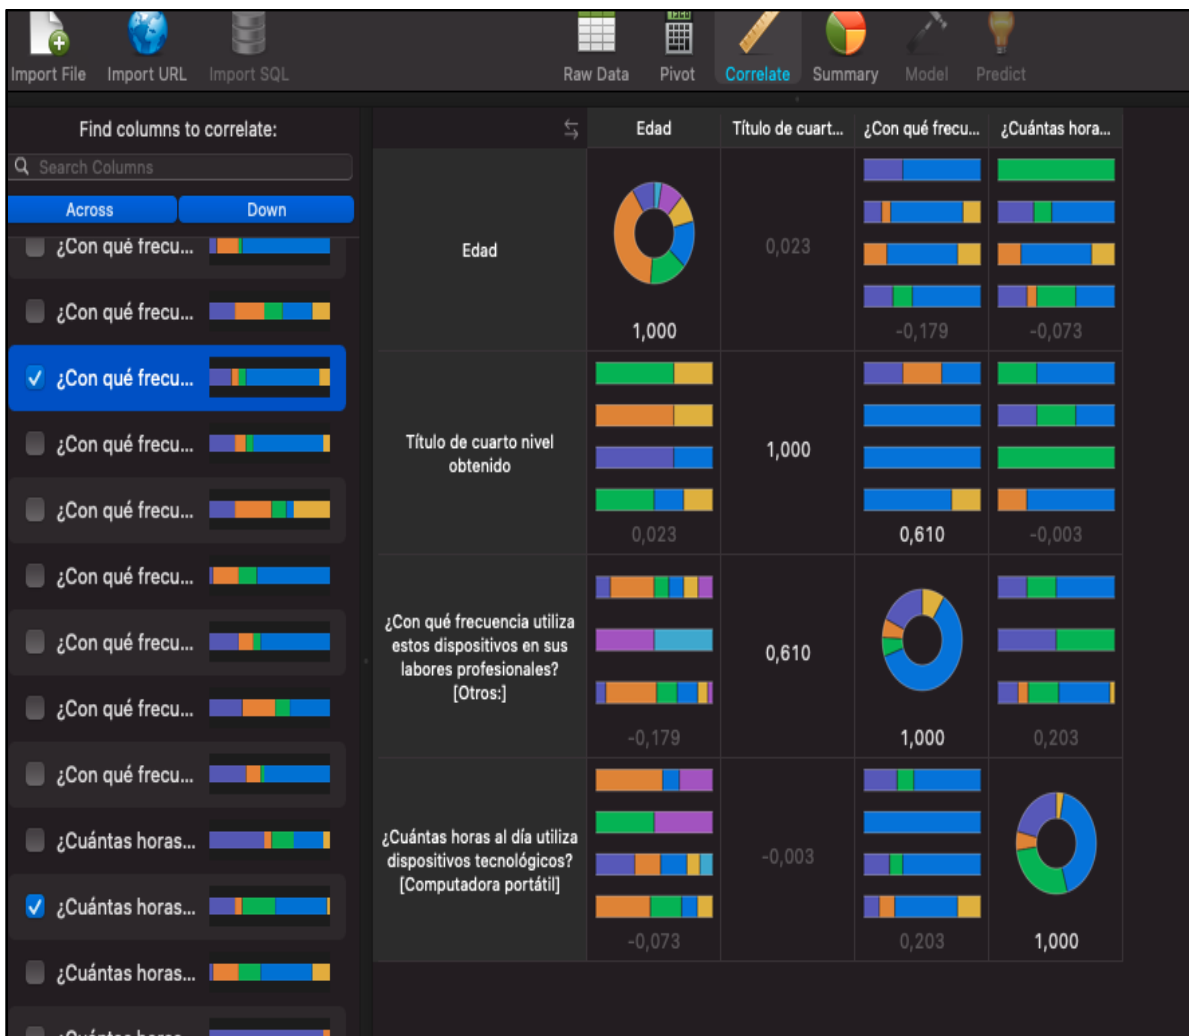 Import File Import URL Import SQL Raw Data Pivot Correlate Summary Model Predict
Find columns to correlate:
Search Columns
Across Down
¿Con qué frecu...
¿Con qué frecu...
¿Con qué frecu...
¿Con qué frecu...
¿Con qué frecu...
¿Con qué frecu...
¿Con qué frecu...
¿Con qué frecu...
¿Con qué frecu...
¿Cuántas horas...
¿Cuántas horas...
¿Cuántas horas...
¿Cuántas horas...
Edad Título de cuart... ¿Con qué frecu... ¿Cuántas hora...
Edad
0,023
1,000 -0,179 -0,073
Título de cuarto nivel
obtenido
1,000
0,023 0,610 -0,003
¿Con qué frecuencia utiliza
estos dispositivos en sus
labores profesionales?
[Otros:]
0,610
-0,179 1,000 0,203
¿Cuántas horas al día utiliza
dispositivos tecnológicos?
[Computadora portátil]
-0,003
-0,073 0,203 1,000